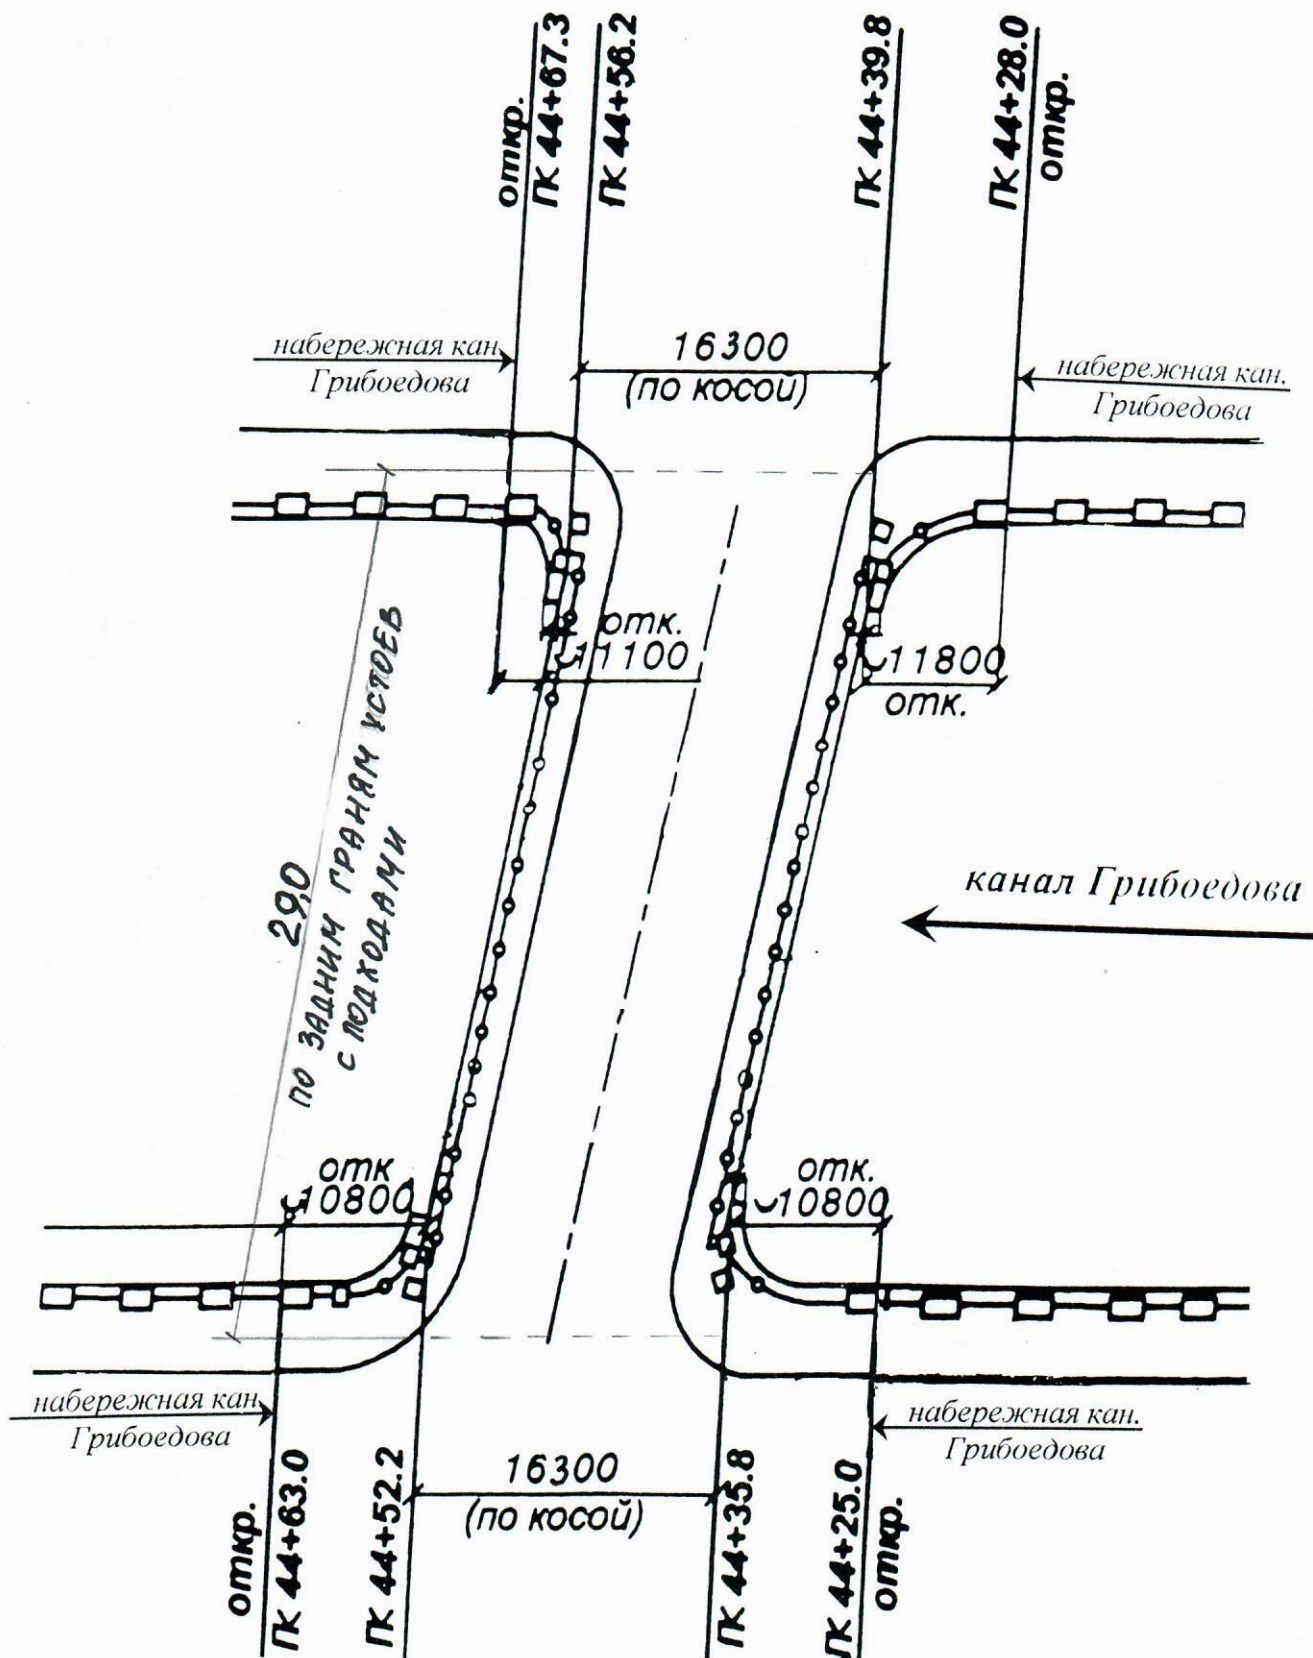 откр.
ПК 44+67.3
ПК 44+56.2
ПК 44+39.8
ПК 44+28.0
откр.
набережная кан.
Грибоедова
16300
(по косой)
набережная кан.
Грибоедова
отк.
11100
11800
отк.
29,0
ПО ЗАДНИМ ГРАНЯМ УСТОЕВ
С ПОДХОДАМИ
канал Грибоедова
отк
10800
отк.
10800
набережная кан.
Грибоедова
набережная кан.
Грибоедова
16300
(по косой)
откр.
ПК 44+63.0
ПК 44+52.2
ПК 44+35.8
ПК 44+25.0
откр.